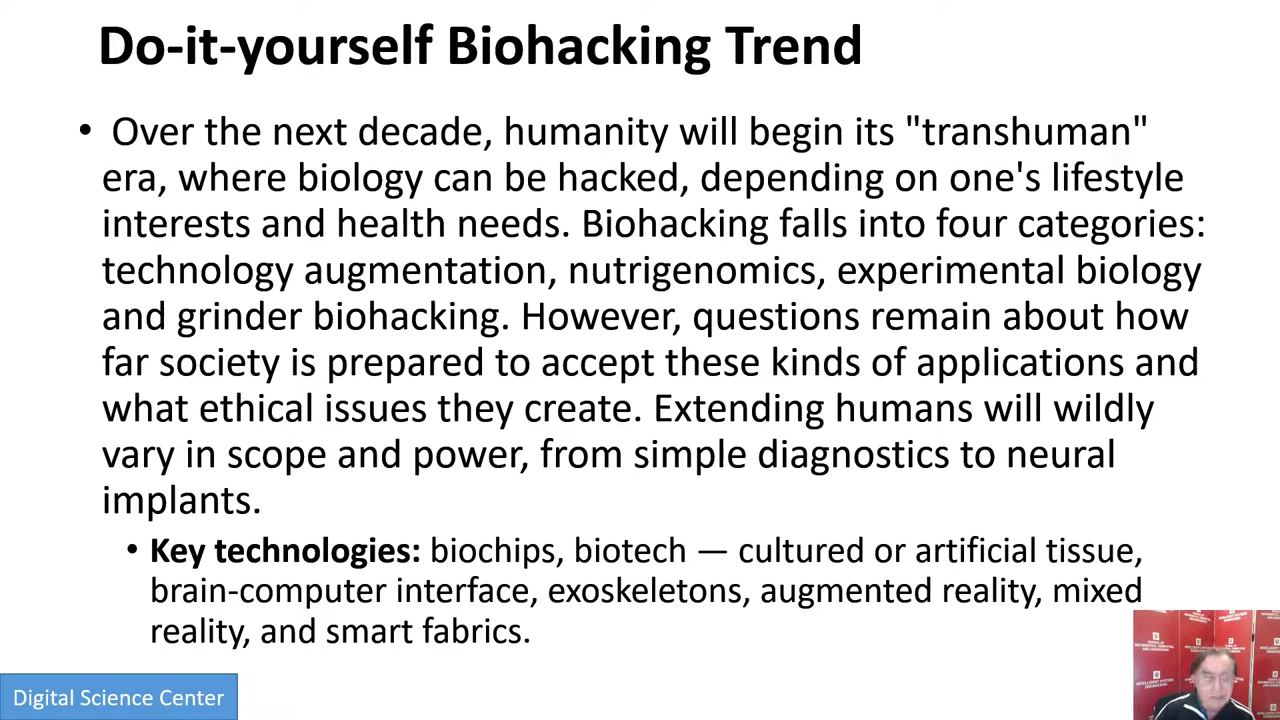 Do-it-yourself Biohacking Trend
• Over the next decade, humanity will begin its "transhuman"
era, where biology can be hacked, depending on one's lifestyle
interests and health needs. Biohacking falls into four categories:
technology augmentation, nutrigenomics, experimental biology
and grinder biohacking. However, questions remain about how
far society is prepared to accept these kinds of applications and
what ethical issues they create. Extending humans will wildly
vary in scope and power, from simple diagnostics to neural
implants.
• Key technologies: biochips, biotech — cultured or artificial tissue,
brain-computer interface, exoskeletons, augmented reality, mixed
reality, and smart fabrics.
Digital Science Center
INTELLIGENT SYSTEMS
ENGINEERING